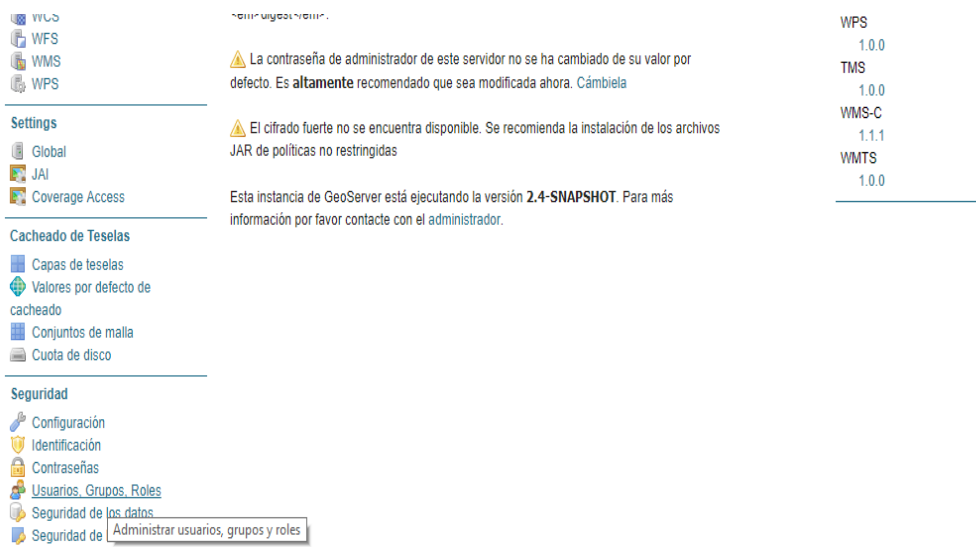 WCS
WFS
WMS
WPS
Settings
Global
JAI
Coverage Access
Cacheado de Teselas
Capas de teselas
Valores por defecto de
cacheado
Conjuntos de malla
Cuota de disco
Seguridad
Configuración
Identificación
Contraseñas
Usuarios, Grupos, Roles
Seguridad de los datos
Seguridad de
Administrar usuarios, grupos y roles
<em>digest</em>.
La contraseña de administrador de este servidor no se ha cambiado de su valor por
defecto. Es altamente recomendado que sea modificada ahora. Cámbiela
El cifrado fuerte no se encuentra disponible. Se recomienda la instalación de los archivos
JAR de políticas no restringidas
Esta instancia de GeoServer está ejecutando la versión 2.4-SNAPSHOT. Para más
información por favor contacte con el administrador.
WPS
1.0.0
TMS
1.0.0
WMS-C
1.1.1
WMTS
1.0.0